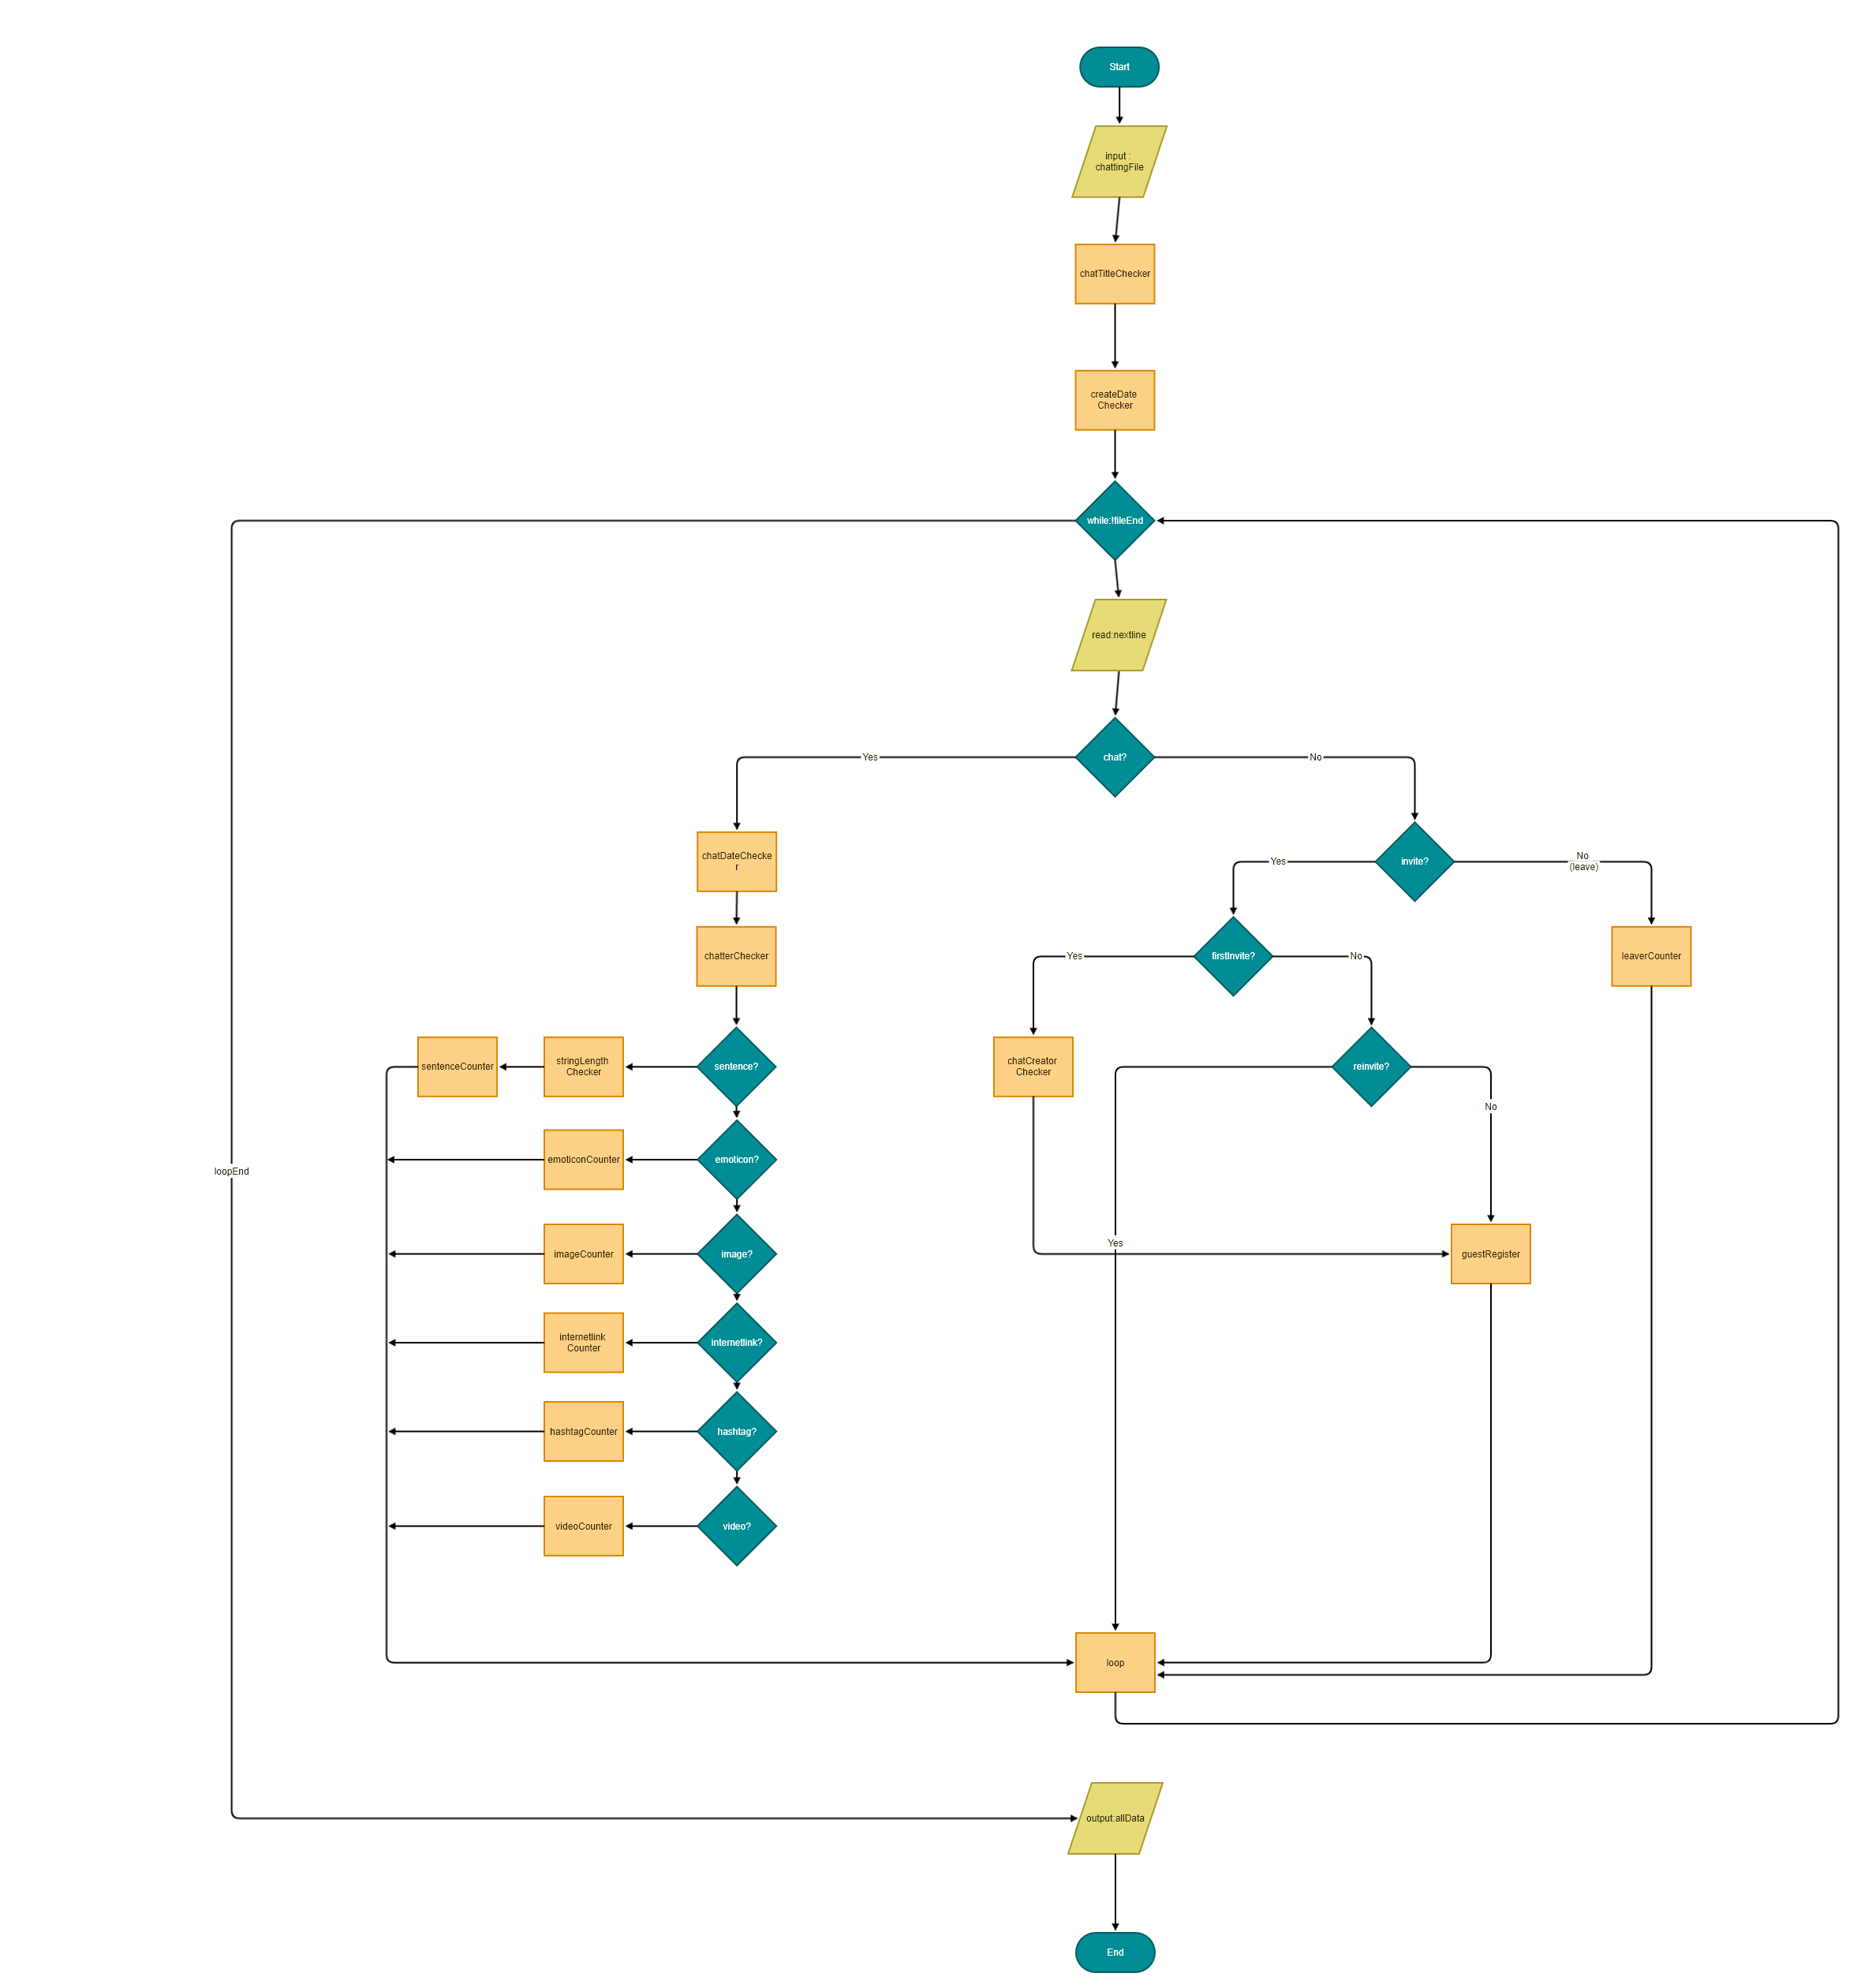 Start
input :
chattingFile
chatTitleChecker
createDate
Checker
while:!fileEnd
read:nextline
chat?
Yes
No
chatDateChecke
r
invite?
Yes
No
(leave)
chatterChecker
firstInvite?
Yes
No
leaverCounter
sentenceCounter
stringLength
Checker
sentence?
chatCreator
Checker
reinvite?
No
emoticonCounter
emoticon?
loopEnd
imageCounter
image?
Yes
guestRegister
internetlink
Counter
internetlink?
hashtagCounter
hashtag?
videoCounter
video?
loop
output:allData
End